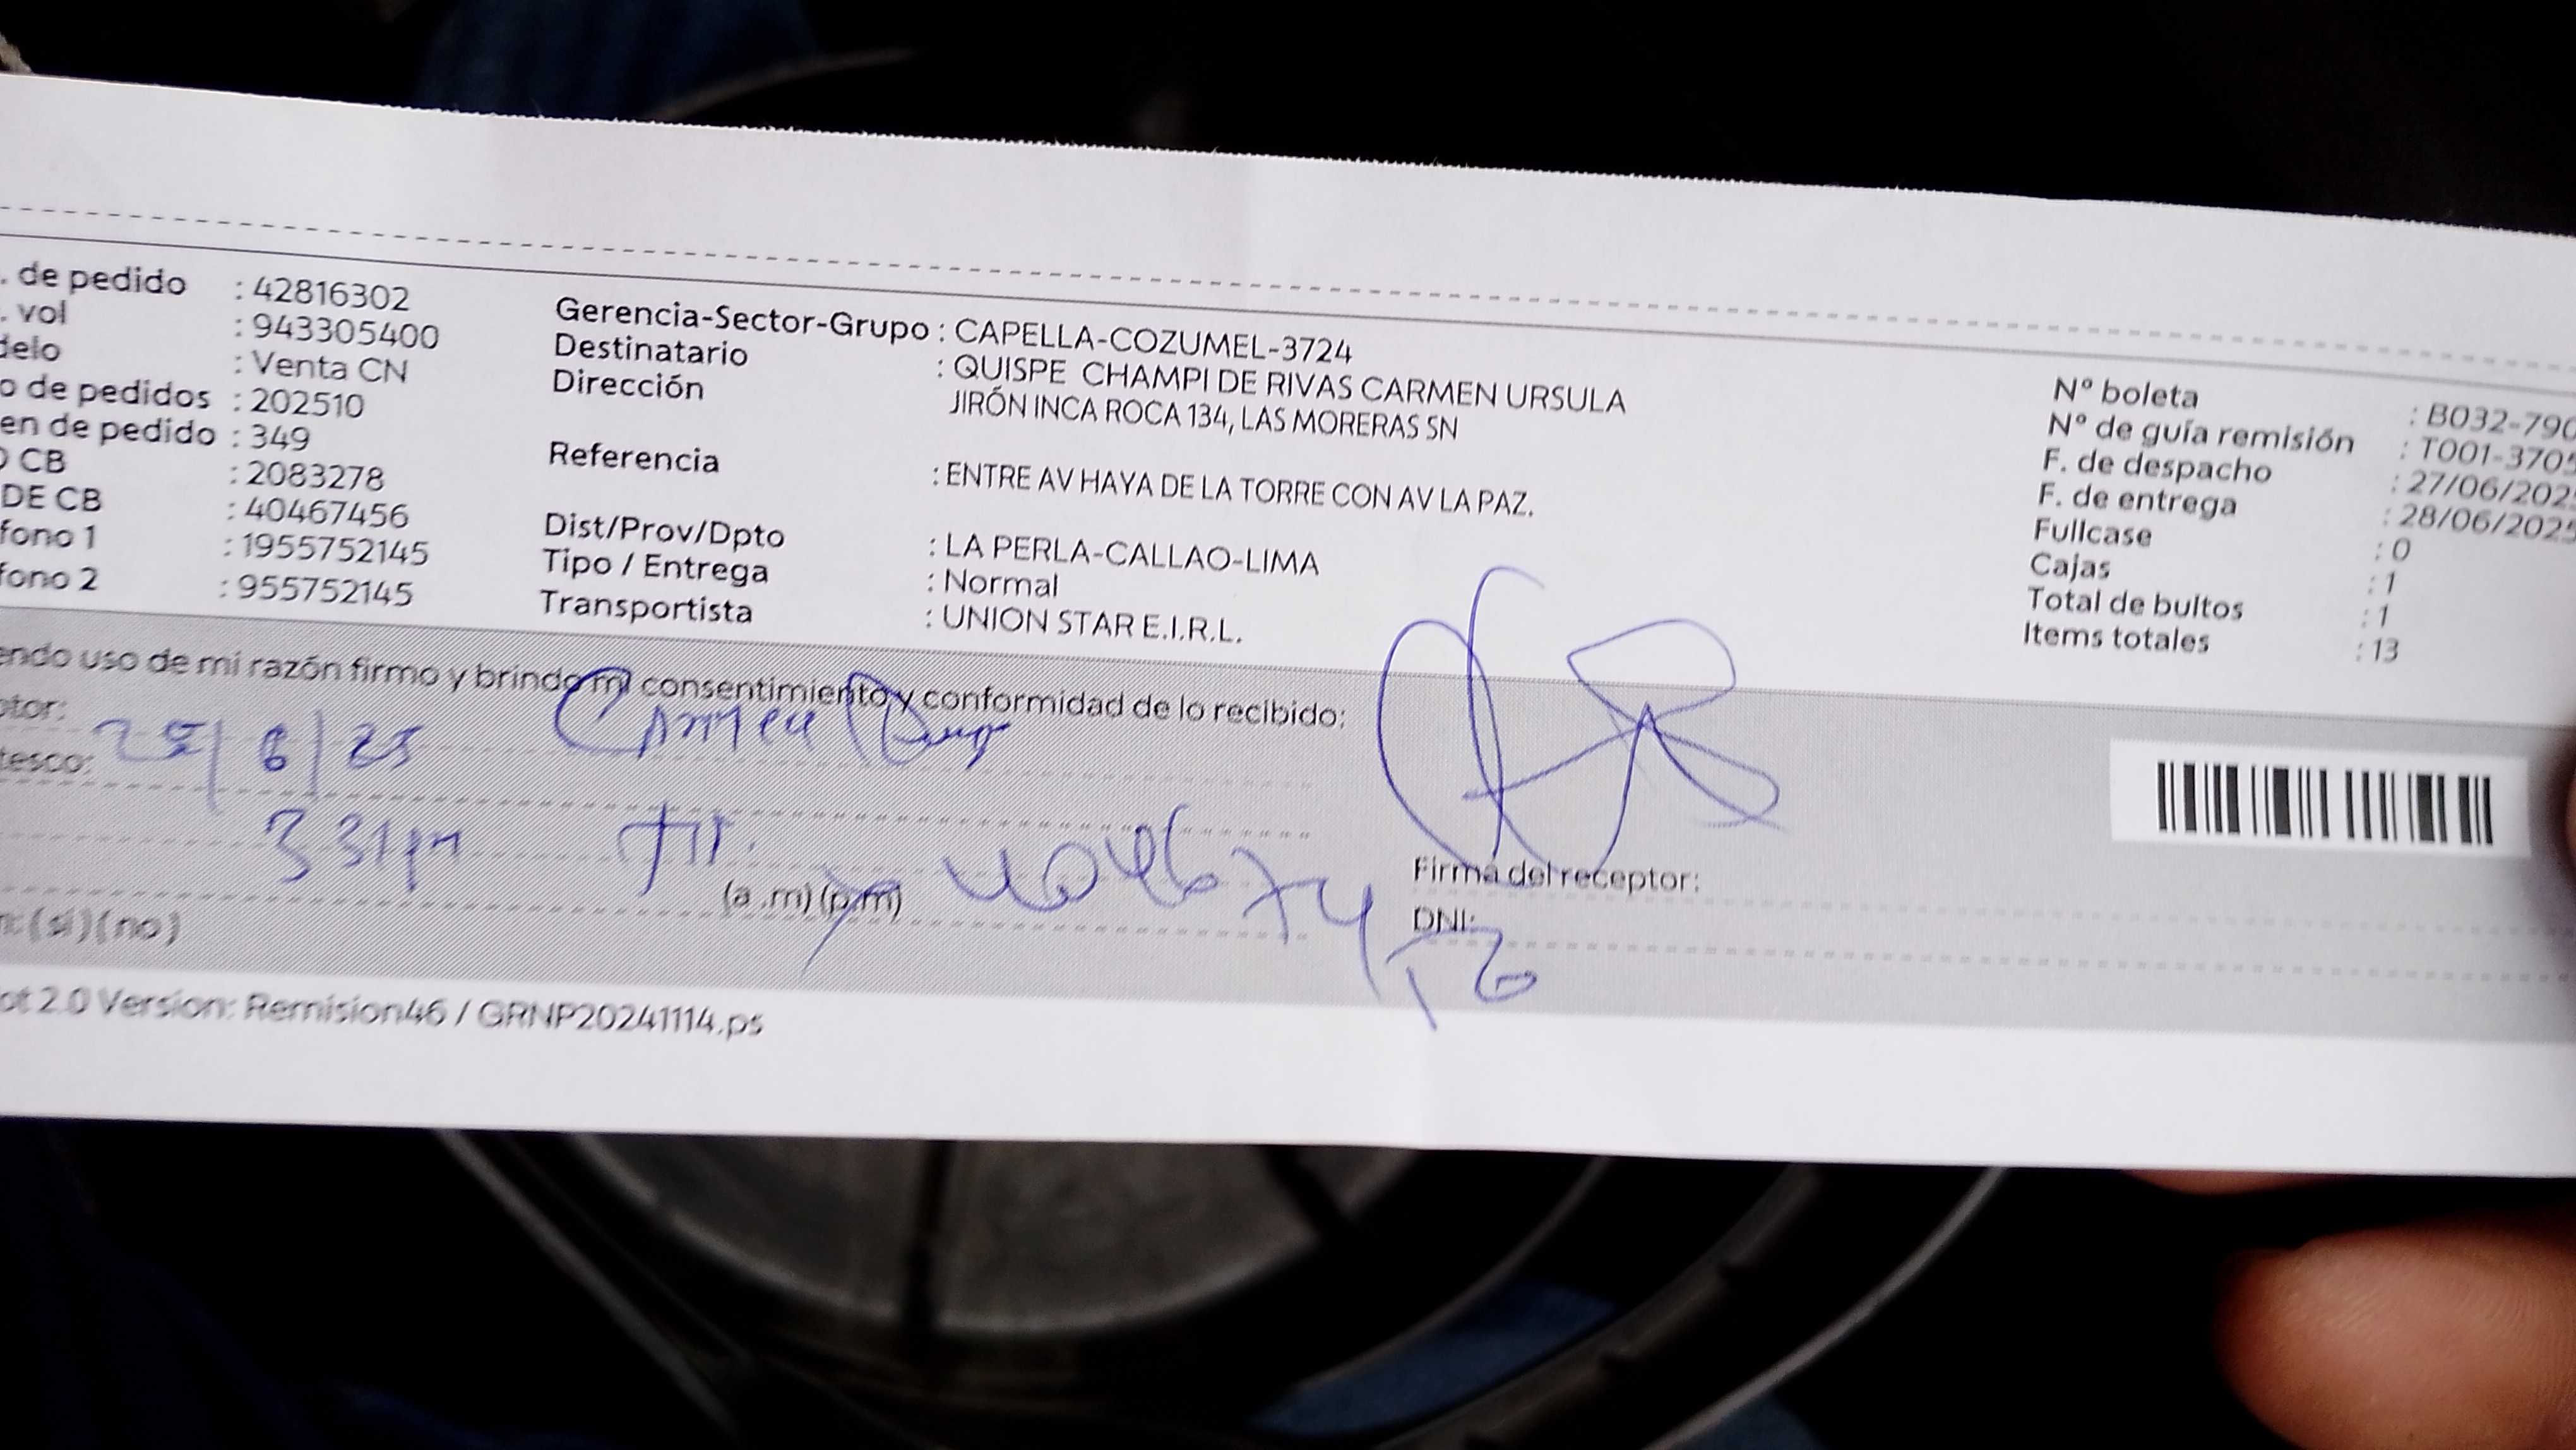 . de pedido : 42816302
. vol : 943305400
delo : Venta CN
o de pedidos : 202510
en de pedido : 349
O CB : 2083278
DE CB : 40467456
fono 1 : 1955752145
fono 2 : 955752145
Gerencia-Sector-Grupo : CAPELLA-COZUMEL-3724
Destinatario : QUISPE CHAMPI DE RIVAS CARMEN URSULA
Dirección JIRÓN INCA ROCA 134, LAS MORERAS SN
Referencia : ENTRE AV HAYA DE LA TORRE CON AV LA PAZ.
Dist/Prov/Dpto : LA PERLA-CALLAO-LIMA
Tipo / Entrega : Normal
Transportista : UNION STAR E.I.R.L.
Nº boleta : B032-790
Nº de guía remisión : T001-3705
F. de despacho : 27/06/202
F. de entrega : 28/06/2025
Fullcase : 0
Cajas : 1
Total de bultos : 1
Items totales : 13
endo uso de mi razón firmo y brindo mi consentimiento y conformidad de lo recibido:
ptor: Carmen
tesco:
3 31pm TIT. 40467456
(a .m) (p.m)
n: (si) (no)
Firma del receptor:
DNI:
ot 2.0 Version: Remision46 / GRNP20241114.ps